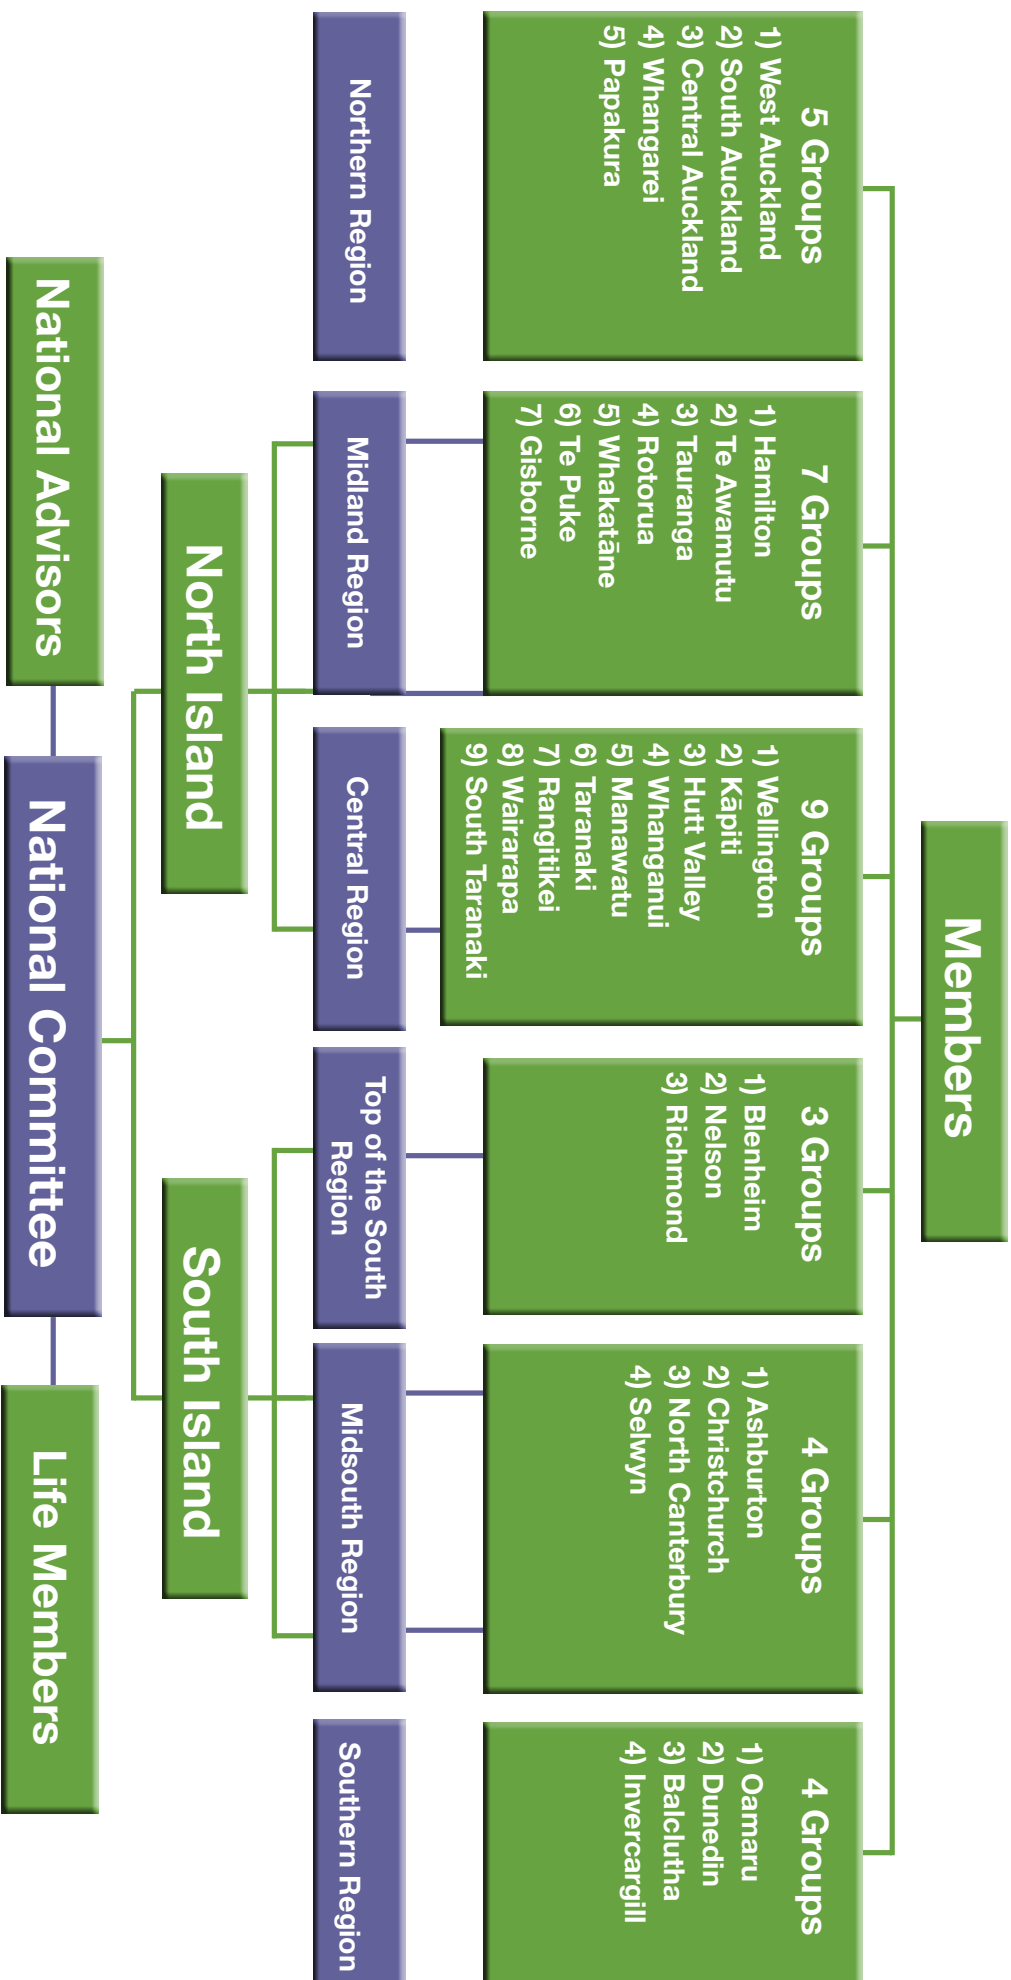 Members
5 Groups
1) West Auckland
2) South Auckland
3) Central Auckland
4) Whangarei
5) Papakura
7 Groups
1) Hamilton
2) Te Awamutu
3) Tauranga
4) Rotorua
5) Whakatāne
6) Te Puke
7) Gisborne
9 Groups
1) Wellington
2) Kāpiti
3) Hutt Valley
4) Whanganui
5) Manawatu
6) Taranaki
7) Rangitikei
8) Wairarapa
9) South Taranaki
3 Groups
1) Blenheim
2) Nelson
3) Richmond
4 Groups
1) Ashburton
2) Christchurch
3) North Canterbury
4) Selwyn
4 Groups
1) Oamaru
2) Dunedin
3) Balclutha
4) Invercargill
Northern Region
Midland Region
Central Region
Top of the South
Region
Midsouth Region
Southern Region
North Island
South Island
National Advisors
National Committee
Life Members